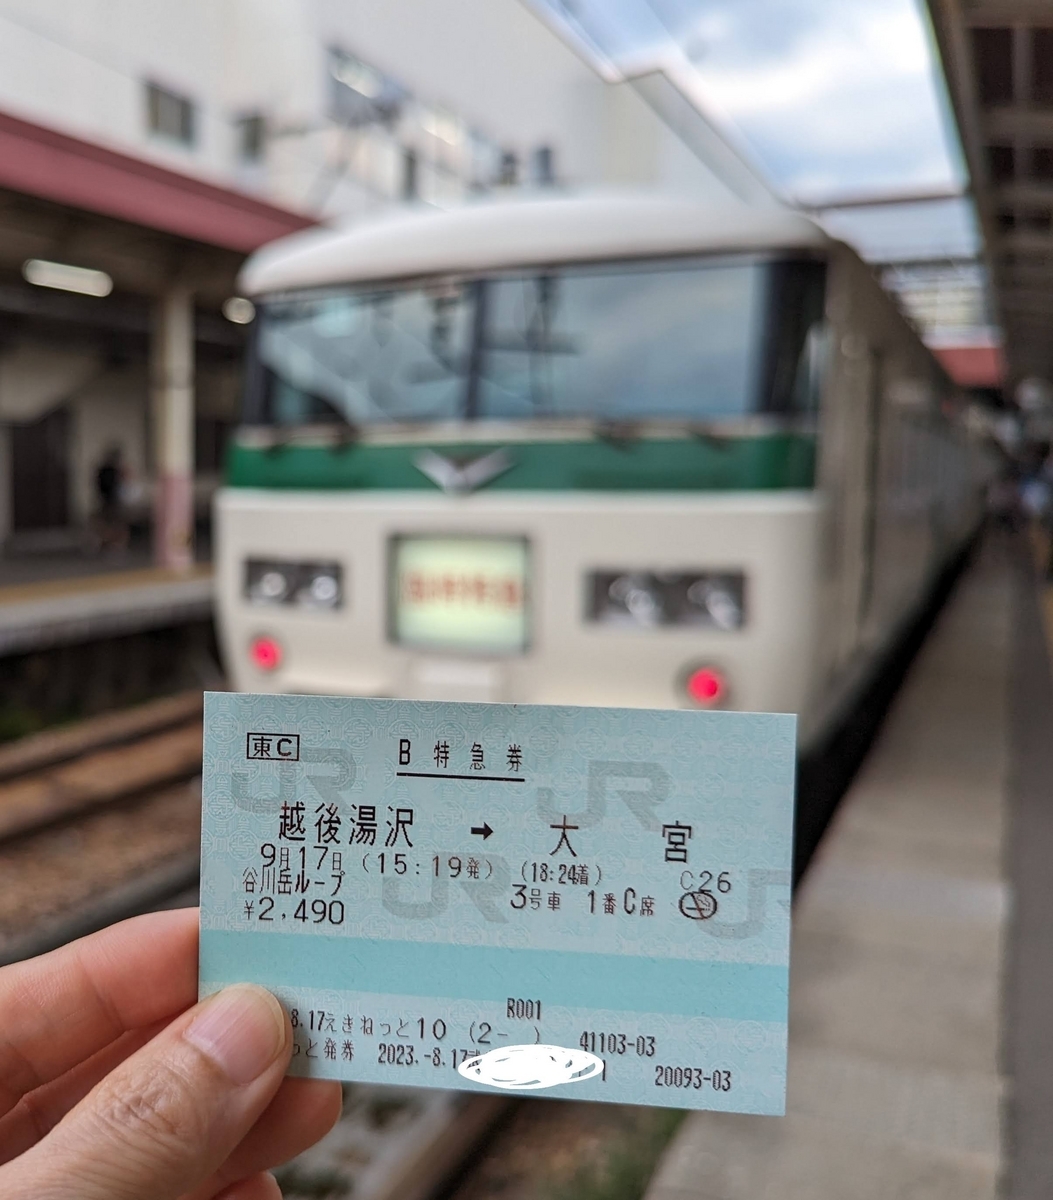 東C B特急券
越後湯沢 → 大宮
9月17日 (15:19発) (18:24着) C26
谷川岳ループ 3号車 1番C席
¥2,490
R001
8.17えきねっと10 (2- ) 41103-03
っと発券 2023.-8.17 20093-03
JR
JR
JR